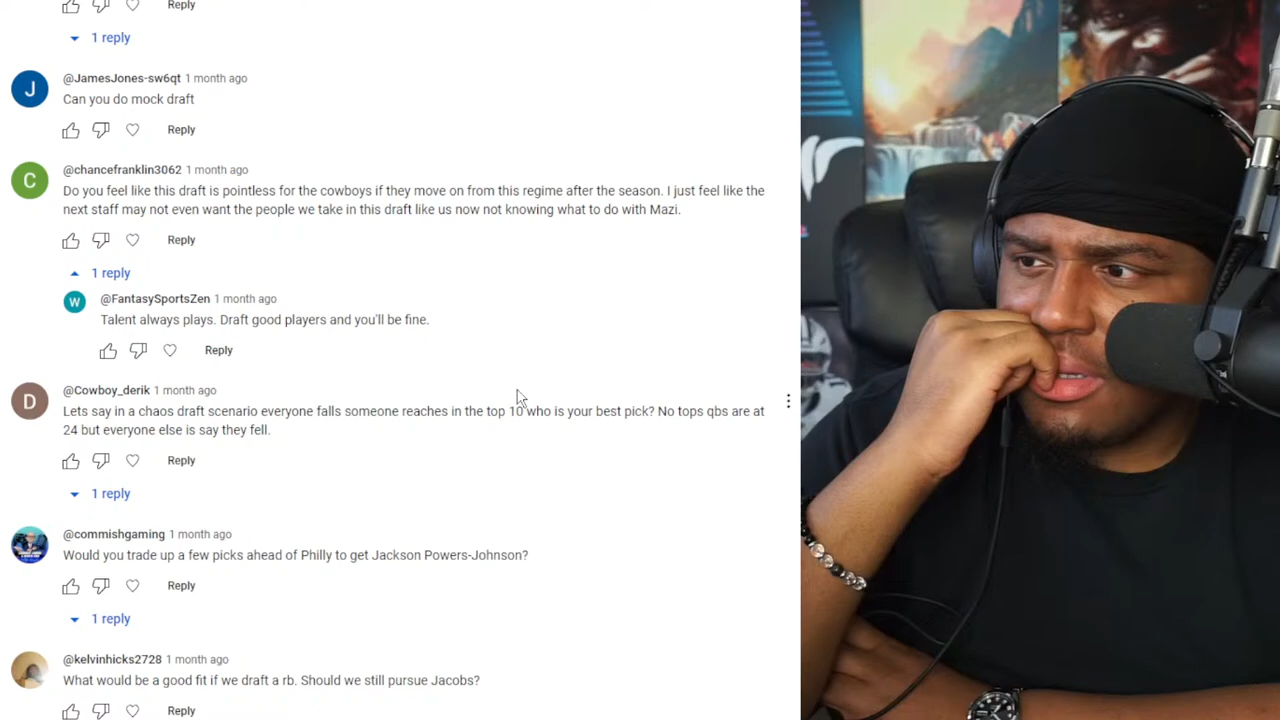 Reply
1 reply
@JamesJones-sw6qt 1 month ago
Can you do mock draft
Reply
C
@chancefranklin3062 1 month ago
Do you feel like this draft is pointless for the cowboys if they move on from this regime after the season. I just feel like the
next staff may not even want the people we take in this draft like us now not knowing what to do with Mazi.
Reply
1 reply
W
@FantasySportsZen 1 month ago
Talent always plays. Draft good players and you'll be fine.
Reply
D
@Cowboy_derik 1 month ago
Lets say in a chaos draft scenario everyone falls someone reaches in the top 10 who is your best pick? No tops qbs are at
24 but everyone else is say they fell.
Reply
1 reply
@commishgaming 1 month ago
Would you trade up a few picks ahead of Philly to get Jackson Powers-Johnson?
Reply
1 reply
@kelvinhicks2728 1 month ago
What would be a good fit if we draft a rb. Should we still pursue Jacobs?
Reply